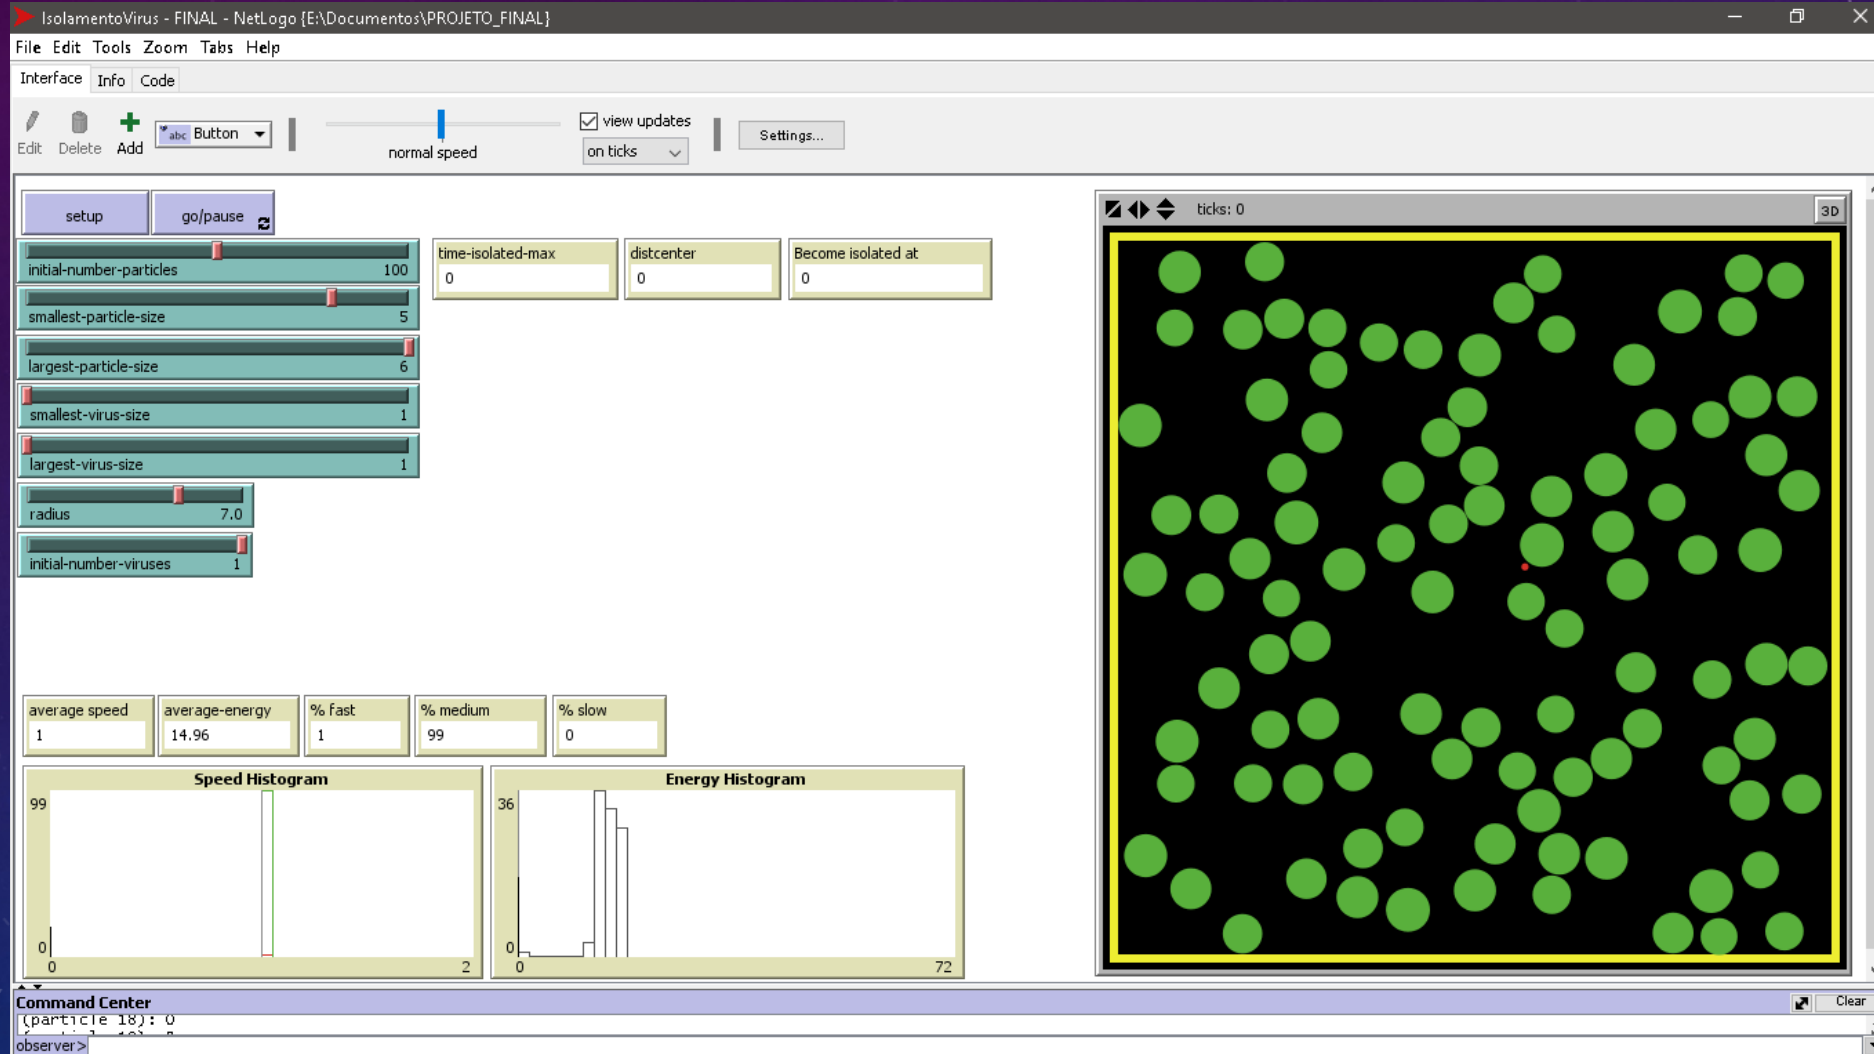 IsolamentoVirus - FINAL - NetLogo {E:\Documentos\PROJETO_FINAL}
File Edit Tools Zoom Tabs Help
Interface Info Code
Edit Delete Add abc Button normal speed view updates on ticks Settings...
setup go/pause
ticks: 0 3D
initial-number-particles 100
smallest-particle-size 5
largest-particle-size 6
smallest-virus-size 1
largest-virus-size 1
radius 7.0
initial-number-viruses 1
time-isolated-max distcenter Become isolated at
0 0 0
average speed average-energy % fast % medium % slow
1 14.96 1 99 0
Speed Histogram
99
0
0 2
Energy Histogram
36
0
0 72
Command Center Clear
(particle 18): 0
observer>